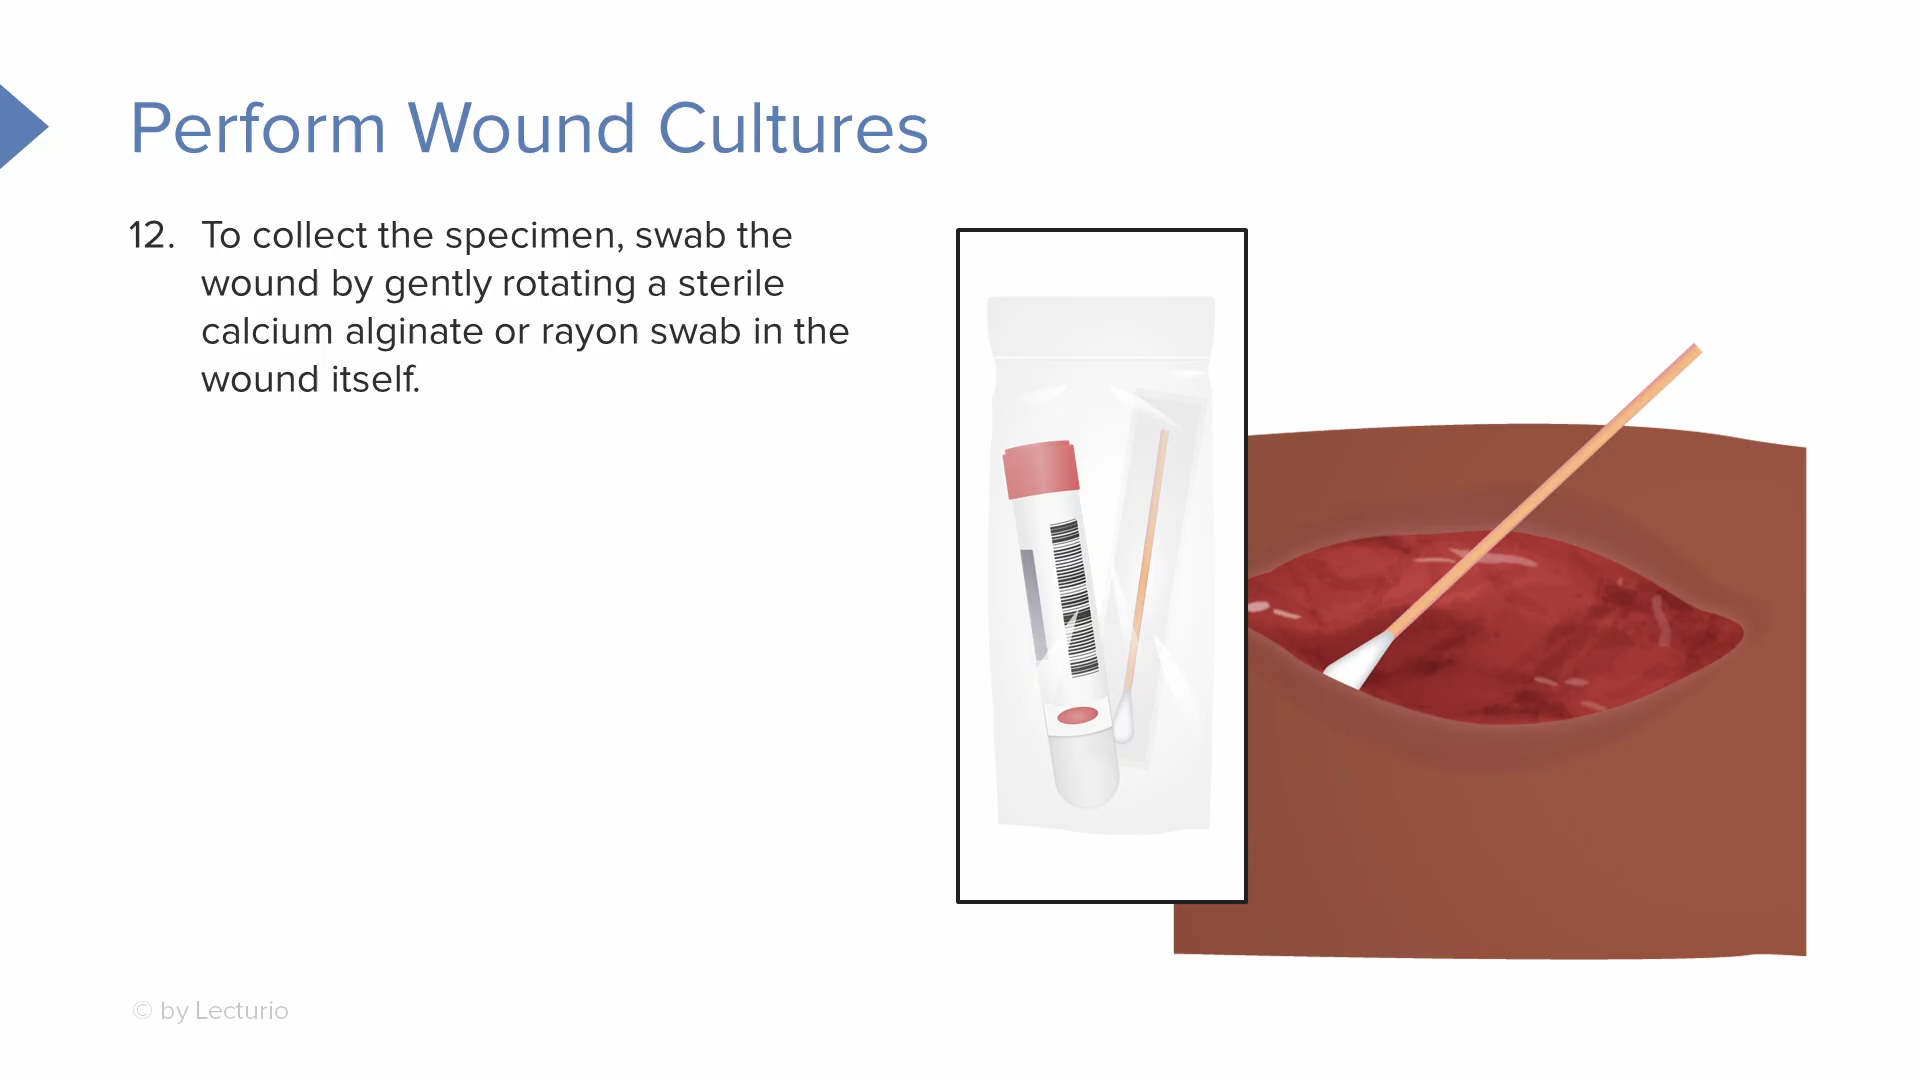 Perform Wound Cultures
12. To collect the specimen, swab the
wound by gently rotating a sterile
calcium alginate or rayon swab in the
wound itself.
© by Lecturio